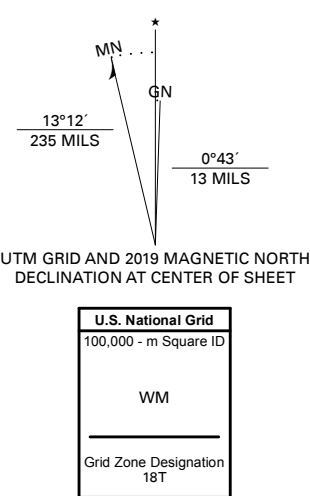 ★
MN
GN
13°12´
235 MILS
0°43´
13 MILS
UTM GRID AND 2019 MAGNETIC NORTH
DECLINATION AT CENTER OF SHEET
U.S. National Grid
100,000 - m Square ID
WM
Grid Zone Designation
18T